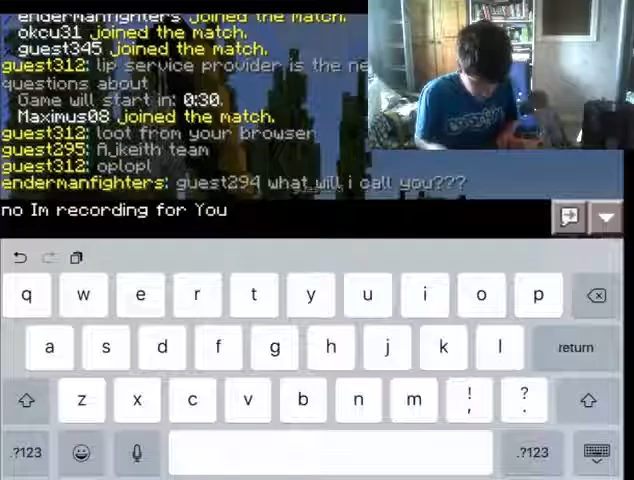 endermanfighters joined the match.
okcu31 joined the match.
guest345 joined the match.
guest312: lip service provider is the ne
questions about
Game will start in: 0:30.
Maximus08 joined the match.
guest312: loot from your browser
guest295: Ajkeith team
guest312: oplopl
endermanfighters: guest294 what will i call you???
no Im recording for You
q w e r t y u i o p
a s d f g h j k l return
z x c v b n m ! , ? .
.?123 .?123